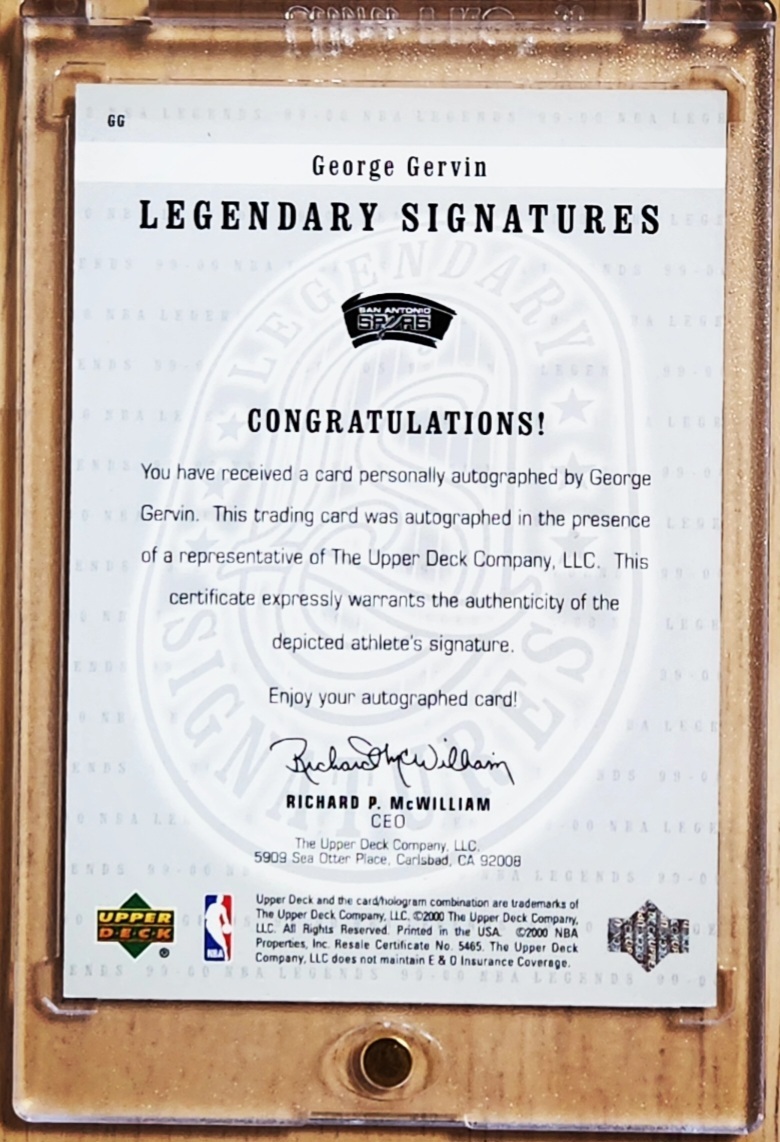 GG
George Gervin
LEGENDARY SIGNATURES
SAN ANTONIO
SPURS
LEGENDARY
SIGNATURES
CONGRATULATIONS!
You have received a card personally autographed by George
Gervin. This trading card was autographed in the presence
of a representative of The Upper Deck Company, LLC. This
certificate expressly warrants the authenticity of the
depicted athlete's signature.
Enjoy your autographed card!
Richard P McWilliam
RICHARD P. McWILLIAM
CEO
The Upper Deck Company, LLC.
5909 Sea Otter Place, Carlsbad, CA 92008
UPPER
D·E·C·K
®
NBA
Upper Deck and the card/hologram combination are trademarks of
The Upper Deck Company, LLC, ©2000 The Upper Deck Company,
LLC. All Rights Reserved. Printed in the USA. ©2000 NBA
Properties, Inc. Resale Certificate No. 5465. The Upper Deck
Company, LLC does not maintain E & O Insurance Coverage.